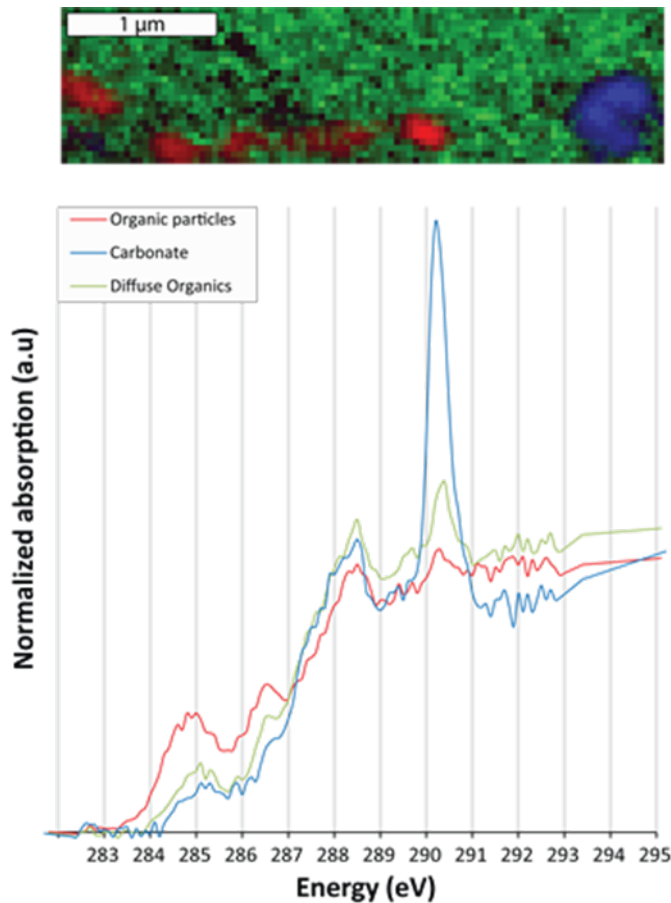 1 µm
Organic particles
Carbonate
Diffuse Organics
Normalized absorption (a.u)
283 284 285 286 287 288 289 290 291 292 293 294 295
Energy (eV)